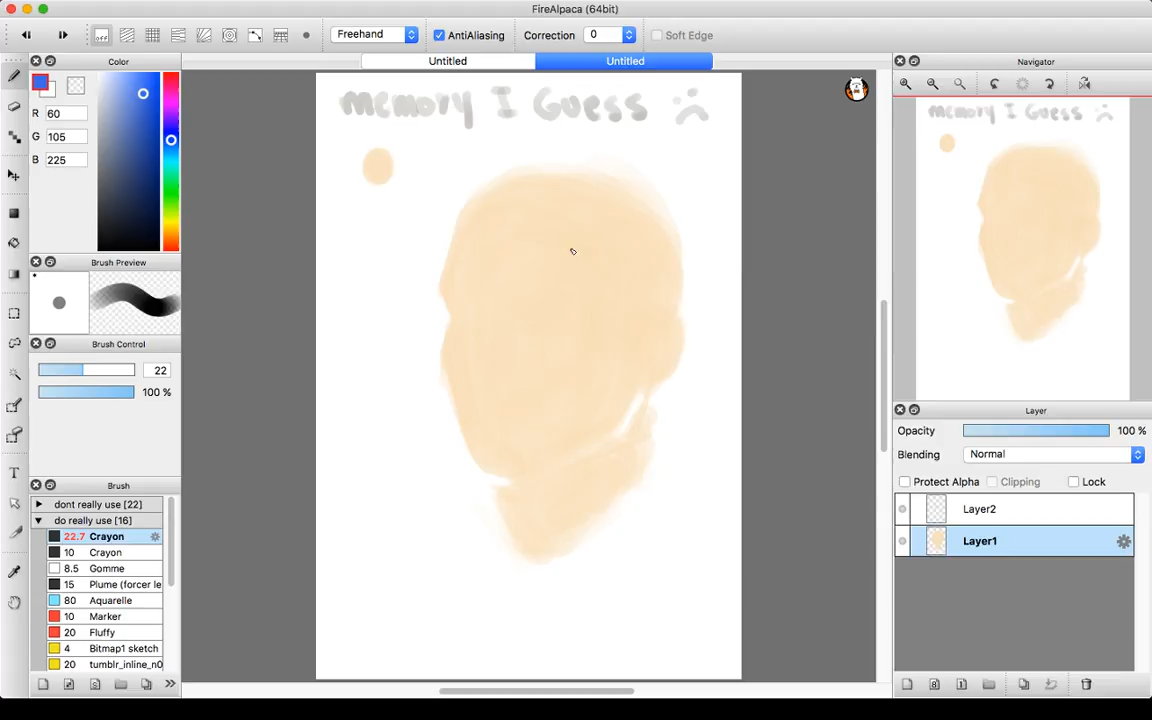 FireAlpaca (64bit)
Freehand AntiAliasing Correction 0 Soft Edge
Color
Untitled
Untitled
Navigator
R 60
G 105
B 225
memory I Guess
memory I Guess
Brush Preview
Brush Control
22
100 %
Layer
Opacity 100 %
Blending Normal
Protect Alpha Clipping Lock
Layer2
Layer1
Brush
dont really use [22]
do really use [16]
22.7 Crayon
10 Crayon
8.5 Gomme
15 Plume (forcer le
80 Aquarelle
10 Marker
20 Fluffy
4 Bitmap1 sketch
20 tumblr_inline_n0